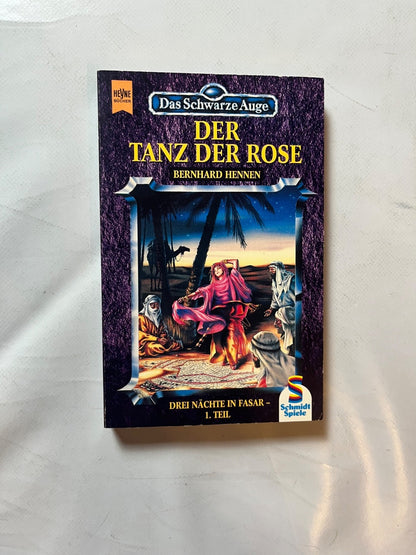 HEYNE
BÜCHER
Das Schwarze Auge
DER
TANZ DER ROSE
BERNHARD HENNEN
DREI NÄCHTE IN FASAR –
1. TEIL
S
Schmidt
Spiele